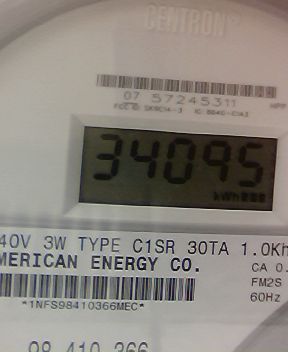 CENTRON®
07 57245311
34095
kWh
40V 3W TYPE C1SR 30TA 1.0Kh
MERICAN ENERGY CO.
CA 0.
FM2S
60Hz
*1NFS98410366MEC*
98 410 366